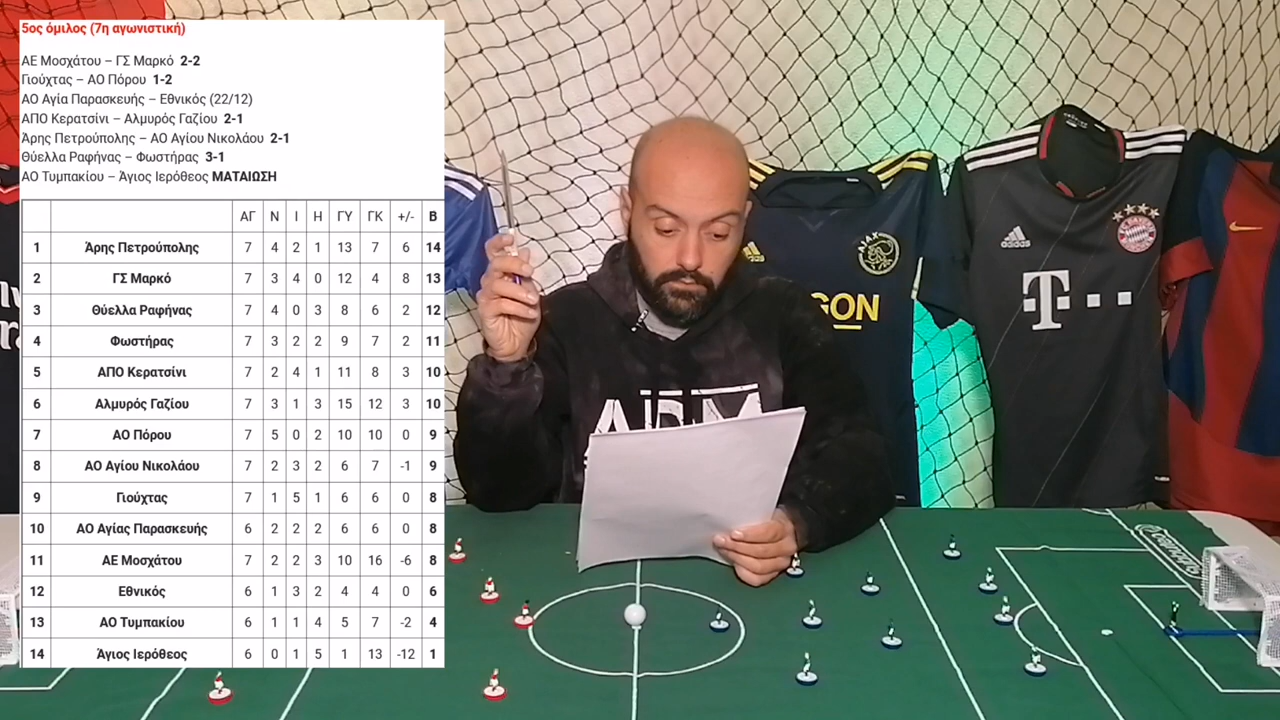 5ος όμιλος (7η αγωνιστική)
ΑΕ Μοσχάτου – ΓΣ Μαρκό 2-2
Γιούχτας – ΑΟ Πόρου 1-2
ΑΟ Αγία Παρασκευής – Εθνικός (22/12)
ΑΠΟ Κερατσίνι – Αλμυρός Γαζίου 2-1
Άρης Πετρούπολης – ΑΟ Αγίου Νικολάου 2-1
Θύελλα Ραφήνας – Φωστήρας 3-1
ΑΟ Τυμπακίου – Άγιος Ιερόθεος ΜΑΤΑΙΩΣΗ
ΑΓ Ν Ι Η ΓΥ ΓΚ +/- Β
1 Άρης Πετρούπολης 7 4 2 1 13 7 6 14
2 ΓΣ Μαρκό 7 3 4 0 12 4 8 13
3 Θύελλα Ραφήνας 7 4 0 3 8 6 2 12
4 Φωστήρας 7 3 2 2 9 7 2 11
5 ΑΠΟ Κερατσίνι 7 2 4 1 11 8 3 10
6 Αλμυρός Γαζίου 7 3 1 3 15 12 3 10
7 ΑΟ Πόρου 7 5 0 2 10 10 0 9
8 ΑΟ Αγίου Νικολάου 7 2 3 2 6 7 -1 9
9 Γιούχτας 7 1 5 1 6 6 0 8
10 ΑΟ Αγίας Παρασκευής 6 2 2 2 6 6 0 8
11 ΑΕ Μοσχάτου 7 2 2 3 10 16 -6 8
12 Εθνικός 6 1 3 2 4 4 0 6
13 ΑΟ Τυμπακίου 6 1 1 4 5 7 -2 4
14 Άγιος Ιερόθεος 6 0 1 5 1 13 -12 1
adidas
AJAX
GON
T